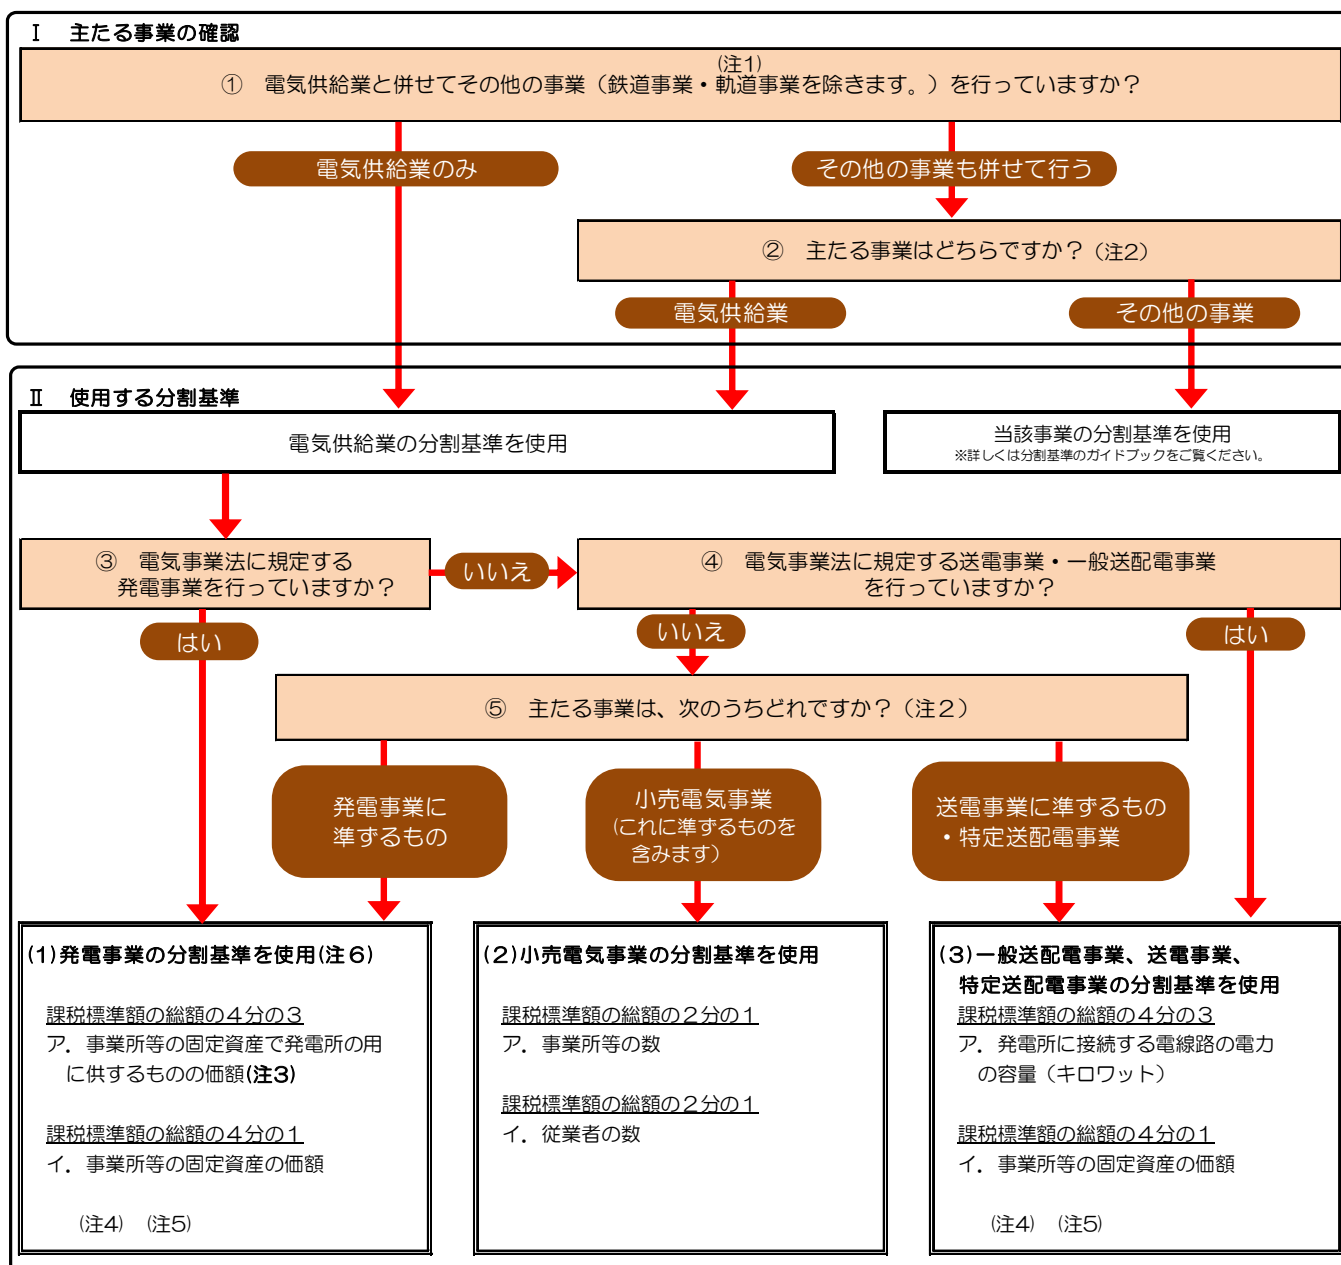 Ⅰ　主たる事業の確認
(注1)
①　電気供給業と併せてその他の事業（鉄道事業・軌道事業を除きます。）を行っていますか？
電気供給業のみ
その他の事業も併せて行う
②　主たる事業はどちらですか？（注2）
電気供給業
その他の事業
Ⅱ　使用する分割基準
電気供給業の分割基準を使用
当該事業の分割基準を使用
※詳しくは分割基準のガイドブックをご覧ください。
③　電気事業法に規定する
発電事業を行っていますか？
いいえ
④　電気事業法に規定する送電事業・一般送配電事業
を行っていますか？
はい
いいえ
はい
⑤　主たる事業は、次のうちどれですか？（注２）
発電事業に
準ずるもの
小売電気事業
(これに準ずるものを
含みます）
送電事業に準ずるもの
・特定送配電事業
(1)発電事業の分割基準を使用(注６)
課税標準額の総額の４分の３
ア．事業所等の固定資産で発電所の用
に供するものの価額(注3)
課税標準額の総額の４分の１
イ．事業所等の固定資産の価額
(注4)　(注5)
(2)小売電気事業の分割基準を使用
課税標準額の総額の２分の１
ア．事業所等の数
課税標準額の総額の２分の１
イ．従業者の数
(3)一般送配電事業、送電事業、
特定送配電事業の分割基準を使用
課税標準額の総額の４分の３
ア．発電所に接続する電線路の電力
の容量（キロワット）
課税標準額の総額の４分の１
イ．事業所等の固定資産の価額
(注4)　(注5)